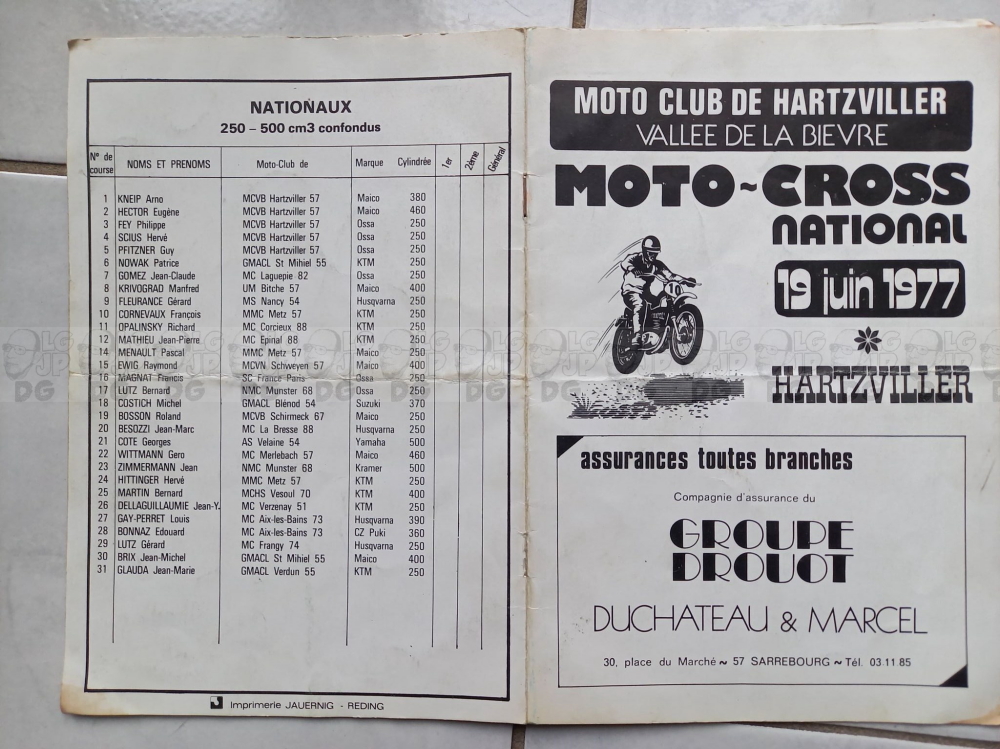 NATIONAUX
250 – 500 cm3 confondus
N° de course NOMS ET PRENOMS Moto-Club de Marque Cylindrée 1er 2ème Général
1 KNEIP Arno MCVB Hartzviller 57 Maico 380
2 HECTOR Eugène MCVB Hartzviller 57 Maico 460
3 FEY Philippe MCVB Hartzviller 57 Ossa 250
4 SCIUS Hervé MCVB Hartzviller 57 Ossa 250
5 PFITZNER Guy MCVB Hartzviller 57 Ossa 250
6 NOWAK Patrice GMACL St Mihiel 55 KTM 250
7 GOMEZ Jean-Claude MC Laguepie 82 Ossa 250
8 KRIVOGRAD Manfred UM Bitche 57 Maico 400
9 FLEURANCE Gérard MS Nancy 54 Husqvarna 250
10 CORNEVAUX François MMC Metz 57 KTM 250
11 OPALINSKY Richard MC Corcieux 88 KTM 250
12 MATHIEU Jean-Pierre MC Epinal 88 KTM 250
14 MENAULT Pascal MMC Metz 57 Maico 250
15 EWIG Raymond MCVN Schweyen 57 Maico 400
16 MAGNAT Francis SC France Paris Ossa 250
17 LUTZ Bernard NMC Munster 68 Ossa 250
18 COSTICH Michel GMACL Blénod 54 Suzuki 370
19 BOSSON Roland MCVB Schirmeck 67 Maico 250
20 BESOZZI Jean-Marc MC La Bresse 88 Husqvarna 250
21 COTE Georges AS Velaine 54 Yamaha 500
22 WITTMANN Gero MC Merlebach 57 Maico 460
23 ZIMMERMANN Jean NMC Munster 68 Kramer 500
24 HITTINGER Hervé MMC Metz 57 KTM 250
25 MARTIN Bernard MCHS Vesoul 70 KTM 400
26 DELLAGUILLAUMIE Jean-Y. MC Verzenay 51 KTM 250
27 GAY-PERRET Louis MC Aix-les-Bains 73 Husqvarna 390
28 BONNAZ Edouard MC Aix-les-Bains 73 CZ Puki 360
29 LUTZ Gérard MC Frangy 74 Husqvarna 250
30 BRIX Jean-Michel GMACL St Mihiel 55 Maico 400
31 GLAUDA Jean-Marie GMACL Verdun 55 KTM 250
Imprimerie JAUERNIG - REDING
MOTO CLUB DE HARTZVILLER
VALLEE DE LA BIEVRE
MOTO~CROSS
NATIONAL
19 juin 1977
10
HARTZVILLER
assurances toutes branches
Compagnie d'assurance du
GROUPE
DROUOT
DUCHATEAU & MARCEL
30, place du Marché ~ 57 SARREBOURG ~ Tél. 03.11.85